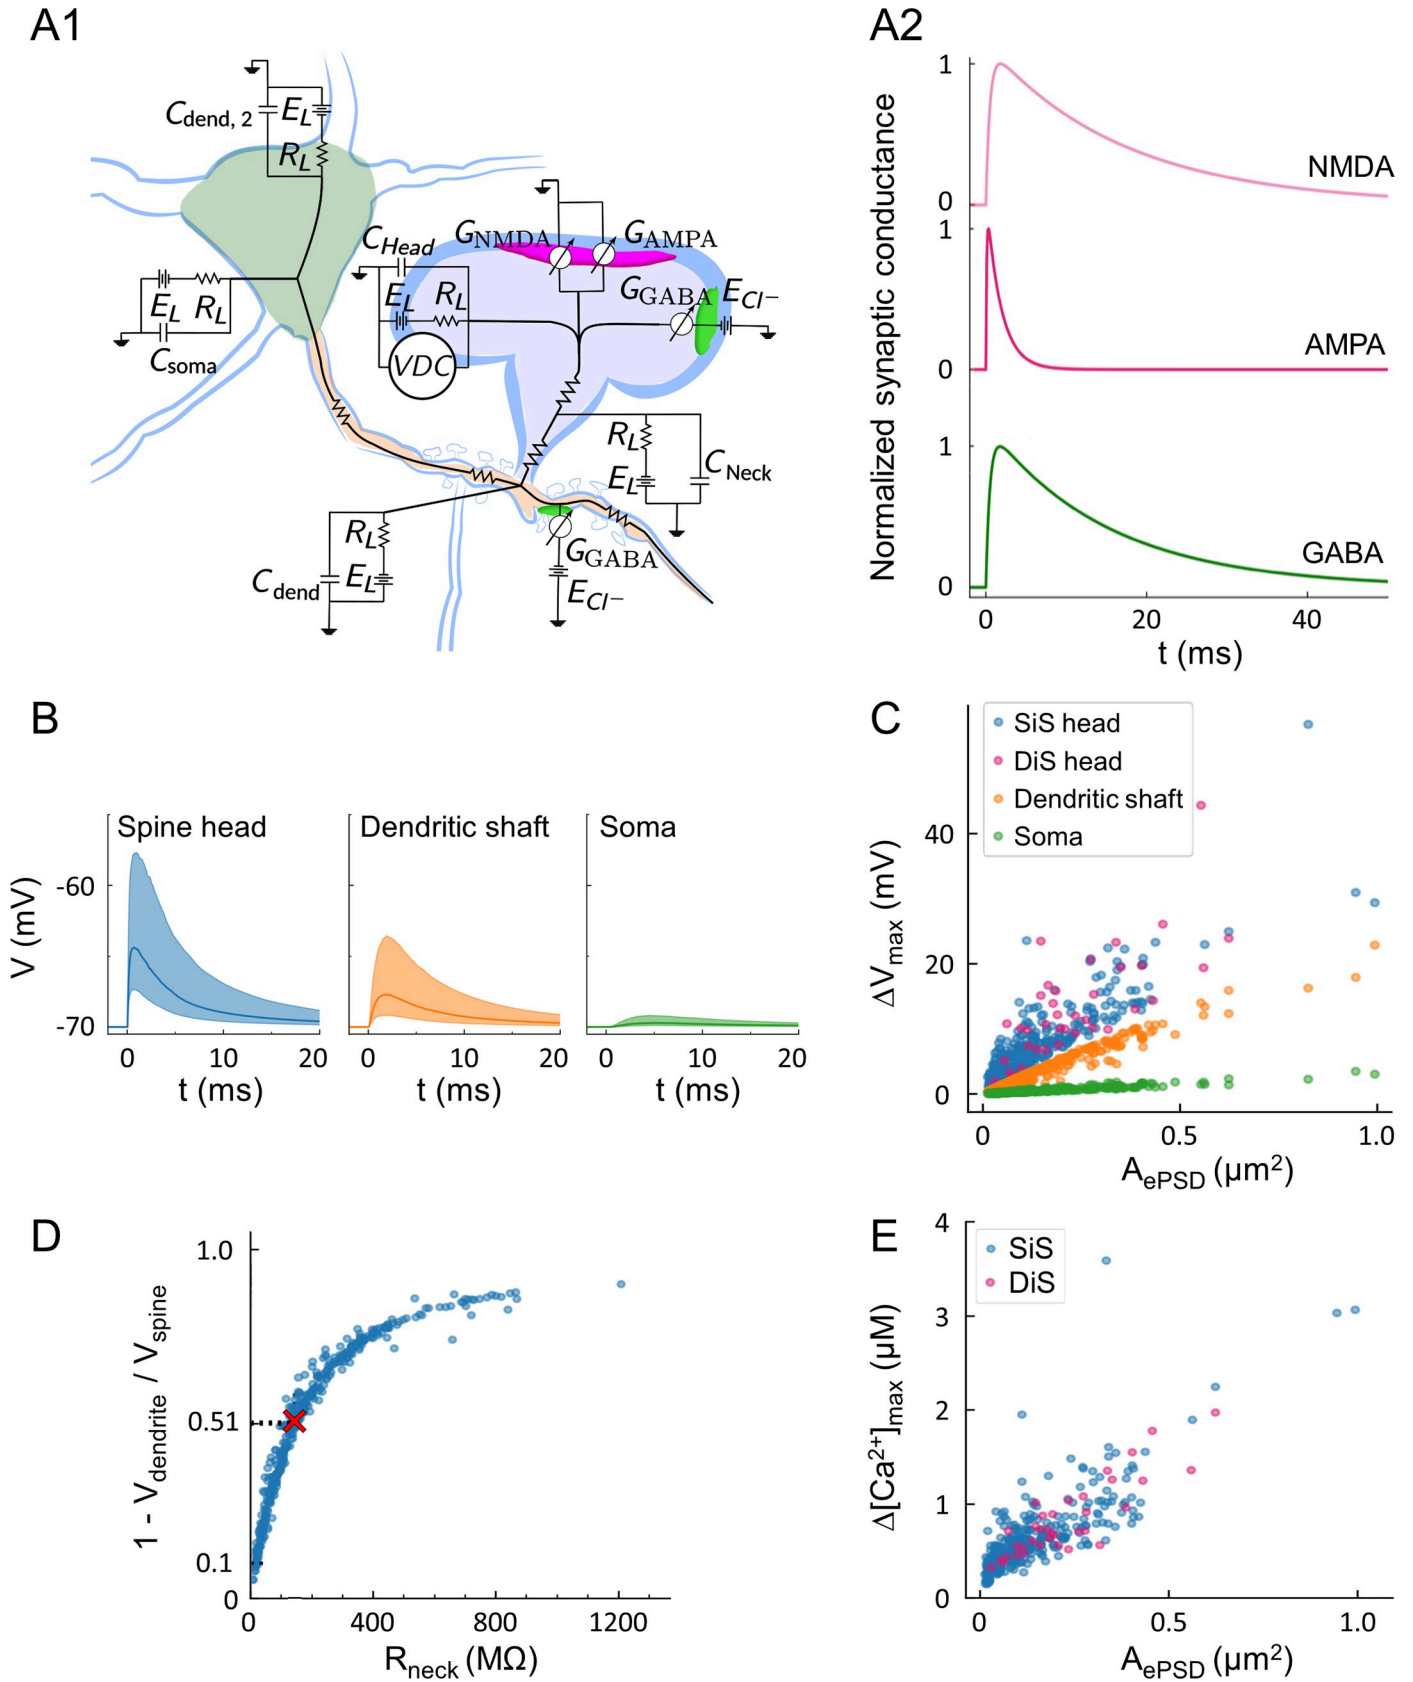 A1
C_dend, 2
E_L
R_L
E_L
R_L
C_soma
C_Head
E_L
R_L
VDC
G_NMDA
G_AMPA
G_GABA
E_Cl−
R_L
E_L
C_Neck
R_L
C_dend
E_L
G_GABA
E_Cl−
A2
Normalized synaptic conductance
1
0
NMDA
1
0
AMPA
1
0
GABA
0 20 40
t (ms)
B
V (mV)
-60
-70
Spine head
0 10 20
t (ms)
Dendritic shaft
0 10 20
t (ms)
Soma
0 10 20
t (ms)
C
SiS head
DiS head
Dendritic shaft
Soma
ΔV_max (mV)
40
20
0
0 0.5 1.0
A_ePSD (μm²)
D
1 - V_dendrite / V_spine
1.0
0.51
0.1
0
0 400 800 1200
R_neck (MΩ)
E
SiS
DiS
Δ[Ca²⁺]_max (μM)
4
3
2
1
0
0 0.5 1.0
A_ePSD (μm²)